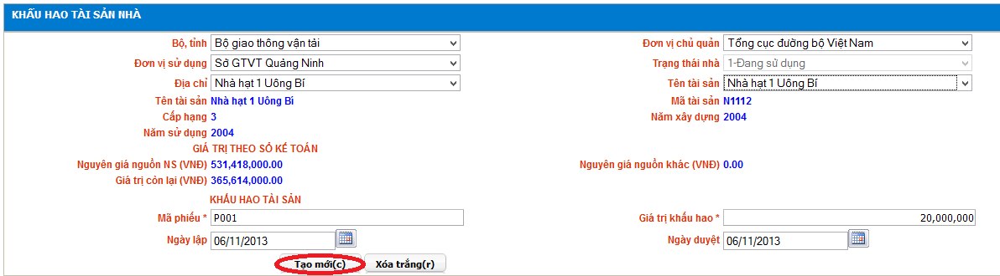 KHẤU HAO TÀI SẢN NHÀ
Bộ, tỉnh Bộ giao thông vận tải Đơn vị chủ quản Tổng cục đường bộ Việt Nam
Đơn vị sử dụng Sở GTVT Quảng Ninh Trạng thái nhà 1-Đang sử dụng
Địa chỉ Nhà hạt 1 Uông Bí Tên tài sản Nhà hạt 1 Uông Bí
Tên tài sản Nhà hạt 1 Uông Bí Mã tài sản N1112
Cấp hạng 3 Năm xây dựng 2004
Năm sử dụng 2004
GIÁ TRỊ THEO SỔ KẾ TOÁN
Nguyên giá nguồn NS (VNĐ) 531,418,000.00 Nguyên giá nguồn khác (VNĐ) 0.00
Giá trị còn lại (VNĐ) 365,614,000.00
KHẤU HAO TÀI SẢN
Mã phiếu * P001 Giá trị khấu hao * 20,000,000
Ngày lập 06/11/2013 Ngày duyệt 06/11/2013
Tạo mới(c) Xóa trắng(r)